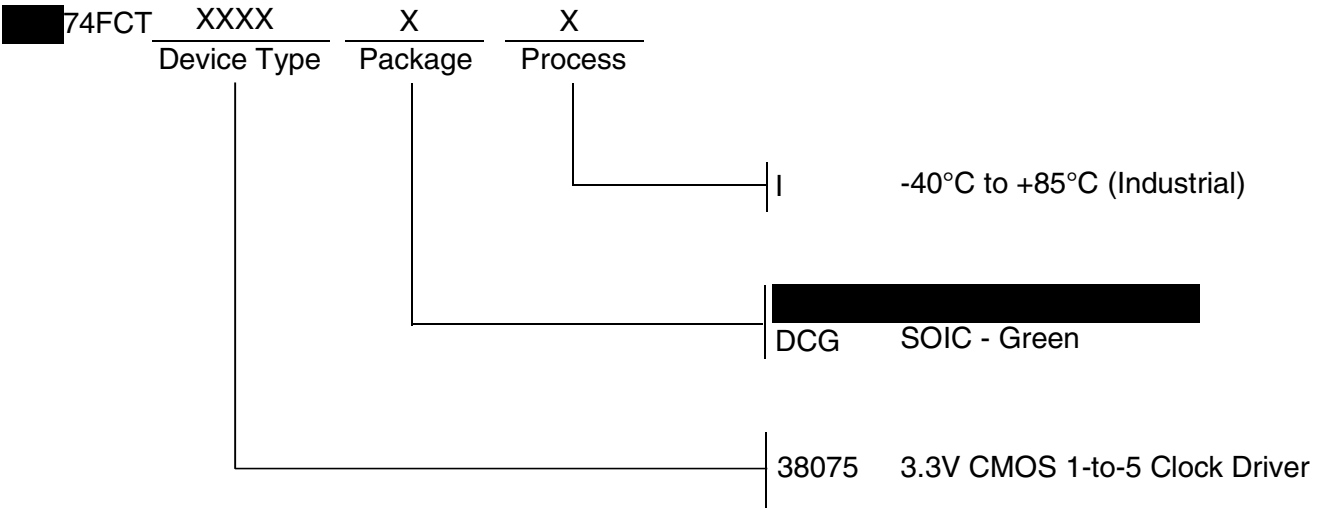 74FCT XXXX X X
Device Type Package Process
I -40°C to +85°C (Industrial)
DCG SOIC - Green
38075 3.3V CMOS 1-to-5 Clock Driver